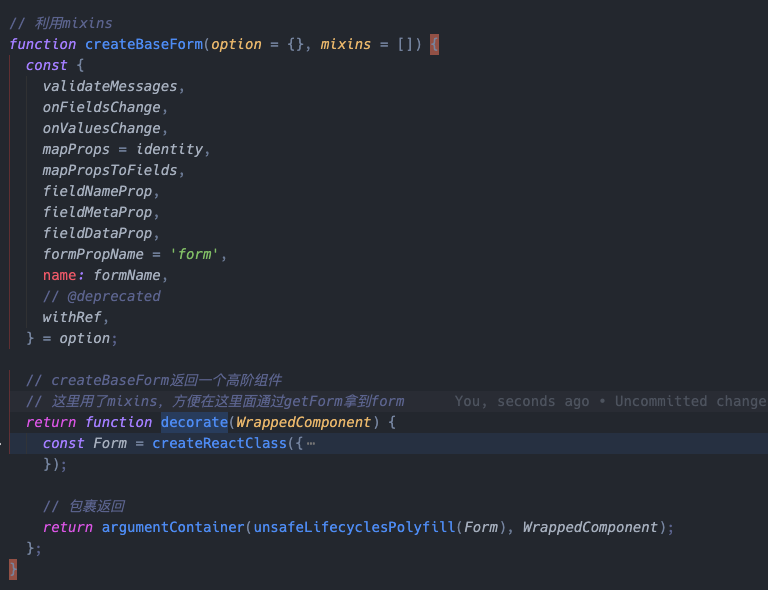 // 利用mixins
function createBaseForm(option = {}, mixins = []) {
  const {
    validateMessages,
    onFieldsChange,
    onValuesChange,
    mapProps = identity,
    mapPropsToFields,
    fieldNameProp,
    fieldMetaProp,
    fieldDataProp,
    formPropName = 'form',
    name: formName,
    // @deprecated
    withRef,
  } = option;

  // createBaseForm返回一个高阶组件
  // 这里用了mixins，方便在这里面通过getForm拿到form You, seconds ago • Uncommitted change
  return function decorate(WrappedComponent) {
    const Form = createReactClass({⋯
    });

    // 包裹返回
    return argumentContainer(unsafeLifecyclesPolyfill(Form), WrappedComponent);
  };
}